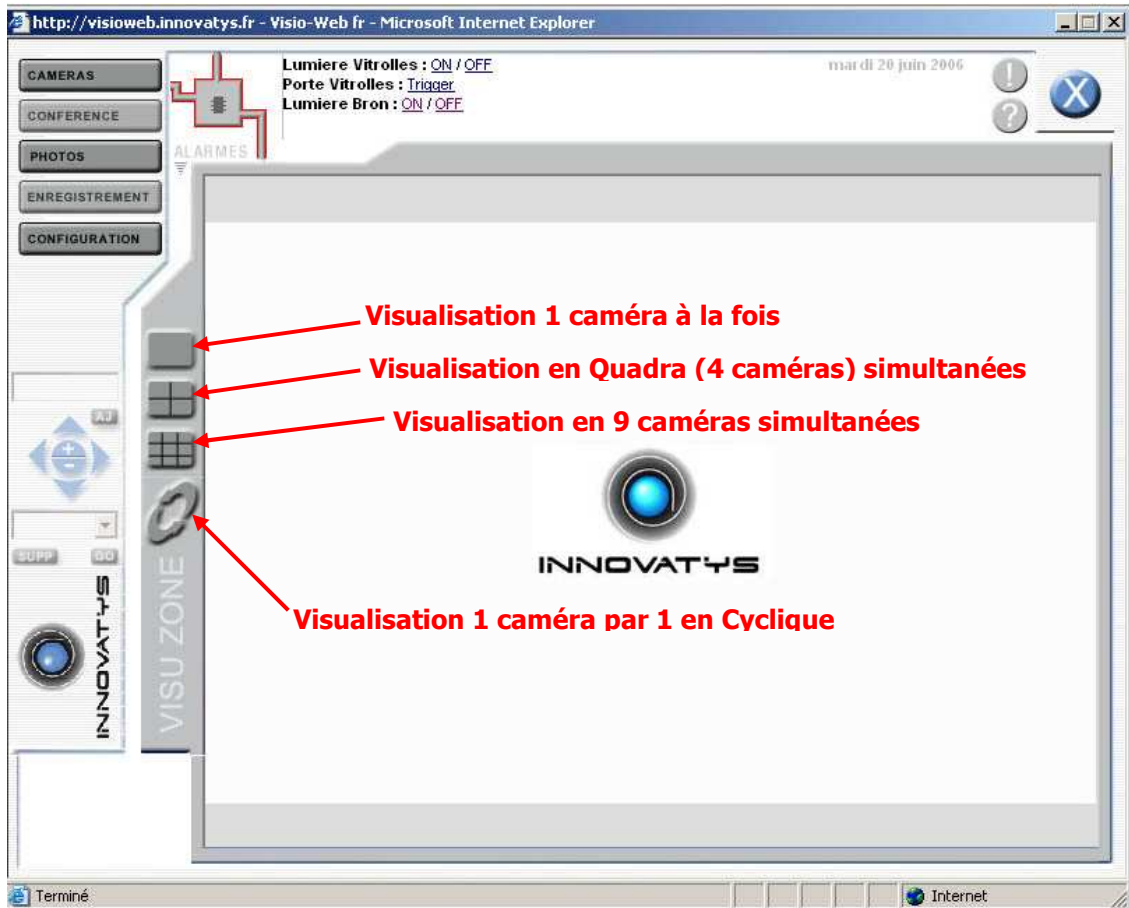 http://visioweb.innovatys.fr - Visio-Web fr - Microsoft Internet Explorer
CAMERAS
CONFERENCE
PHOTOS
ENREGISTREMENT
CONFIGURATION
ALARMES
Lumiere Vitrolles : ON / OFF
Porte Vitrolles : Trigger
Lumiere Bron : ON / OFF
mardi 20 juin 2006
!
?
X
Visualisation 1 caméra à la fois
Visualisation en Quadra (4 caméras) simultanées
Visualisation en 9 caméras simultanées
INNOVATYS
Visualisation 1 caméra par 1 en Cyclique
AJ
SUPP
GO
INNOVATYS
VISU ZONE
Terminé
Internet